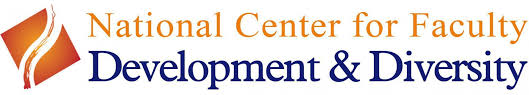 National Center for Faculty
Development & Diversity